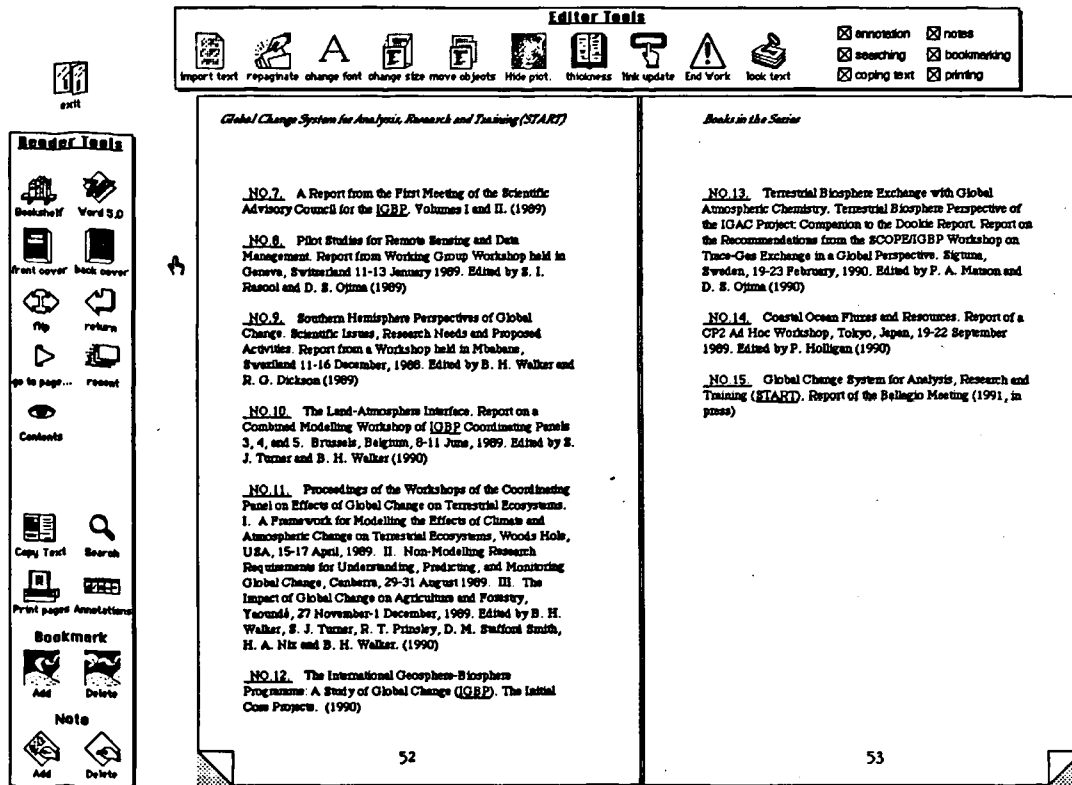 Editor Tools
import text repaginate change font change size move objects Hide pict. thickness link update End Work lock text
annotation notes
searching bookmarking
coping text printing
exit
Reader Tools
Bookshelf Word 5.0
front cover back cover
flip return
go to page... recent
Contents
Copy Text Search
Print pages Annotations
Bookmark
Add Delete
Note
Add Delete
Global Change System for Analysis, Research and Training (START)
NO.7. A Report from the First Meeting of the Scientific
Advisory Council for the IGBP. Volumes I and II. (1989)
NO.8. Pilot Studies for Remote Sensing and Data
Management. Report from Working Group Workshop held in
Geneva, Switzerland 11-13 January 1989. Edited by S. I.
Rasool and D. S. Ojima (1989)
NO.9. Southern Hemisphere Perspectives of Global
Change. Scientific Issues, Research Needs and Proposed
Activities. Report from a Workshop held in Mbabane,
Swaziland 11-16 December, 1988. Edited by B. H. Walker and
R. G. Dickson (1989)
NO.10. The Land-Atmosphere Interface. Report on a
Combined Modelling Workshop of IGBP Coordinating Panels
3, 4, and 5. Brussels, Belgium, 8-11 June, 1989. Edited by S.
J. Turner and B. H. Walker (1990)
NO.11. Proceedings of the Workshops of the Coordinating
Panel on Effects of Global Change on Terrestrial Ecosystems.
I. A Framework for Modelling the Effects of Climate and
Atmospheric Change on Terrestrial Ecosystems, Woods Hole,
USA, 15-17 April, 1989. II. Non-Modelling Research
Requirements for Understanding, Predicting, and Monitoring
Global Change, Canberra, 29-31 August 1989. III. The
Impact of Global Change on Agriculture and Forestry,
Yaoundé, 27 November-1 December, 1989. Edited by B. H.
Walker, S. J. Turner, R. T. Prinsley, D. M. Stafford Smith,
H. A. Nix and B. H. Walker. (1990)
NO.12. The International Geosphere-Biosphere
Programme: A Study of Global Change (IGBP). The Initial
Core Projects. (1990)
52
Books in the Series
NO.13. Terrestrial Biosphere Exchange with Global
Atmospheric Chemistry. Terrestrial Biosphere Perspective of
the IGAC Project: Companion to the Dookie Report. Report on
the Recommendations from the SCOPE/IGBP Workshop on
Trace-Gas Exchange in a Global Perspective. Sigtuna,
Sweden, 19-23 February, 1990. Edited by P. A. Matson and
D. S. Ojima (1990)
NO.14. Coastal Ocean Fluxes and Resources. Report of a
CP2 Ad Hoc Workshop, Tokyo, Japan, 19-22 September
1989. Edited by P. Holligan (1990)
NO.15. Global Change System for Analysis, Research and
Training (START). Report of the Bellagio Meeting (1991, in
press)
53